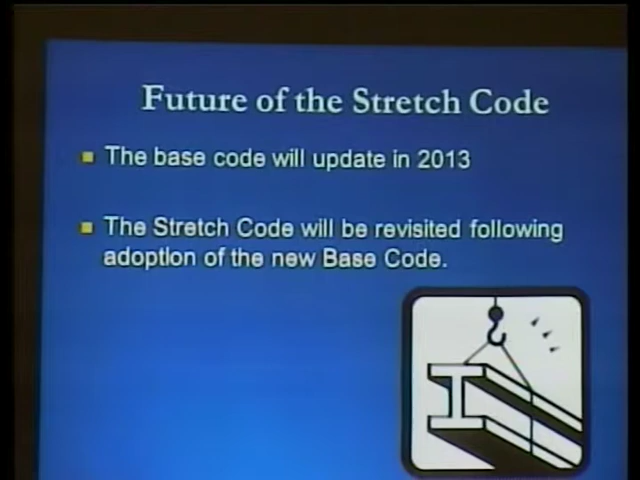 Future of the Stretch Code
The base code will update in 2013
The Stretch Code will be revisited following
adoption of the new Base Code.